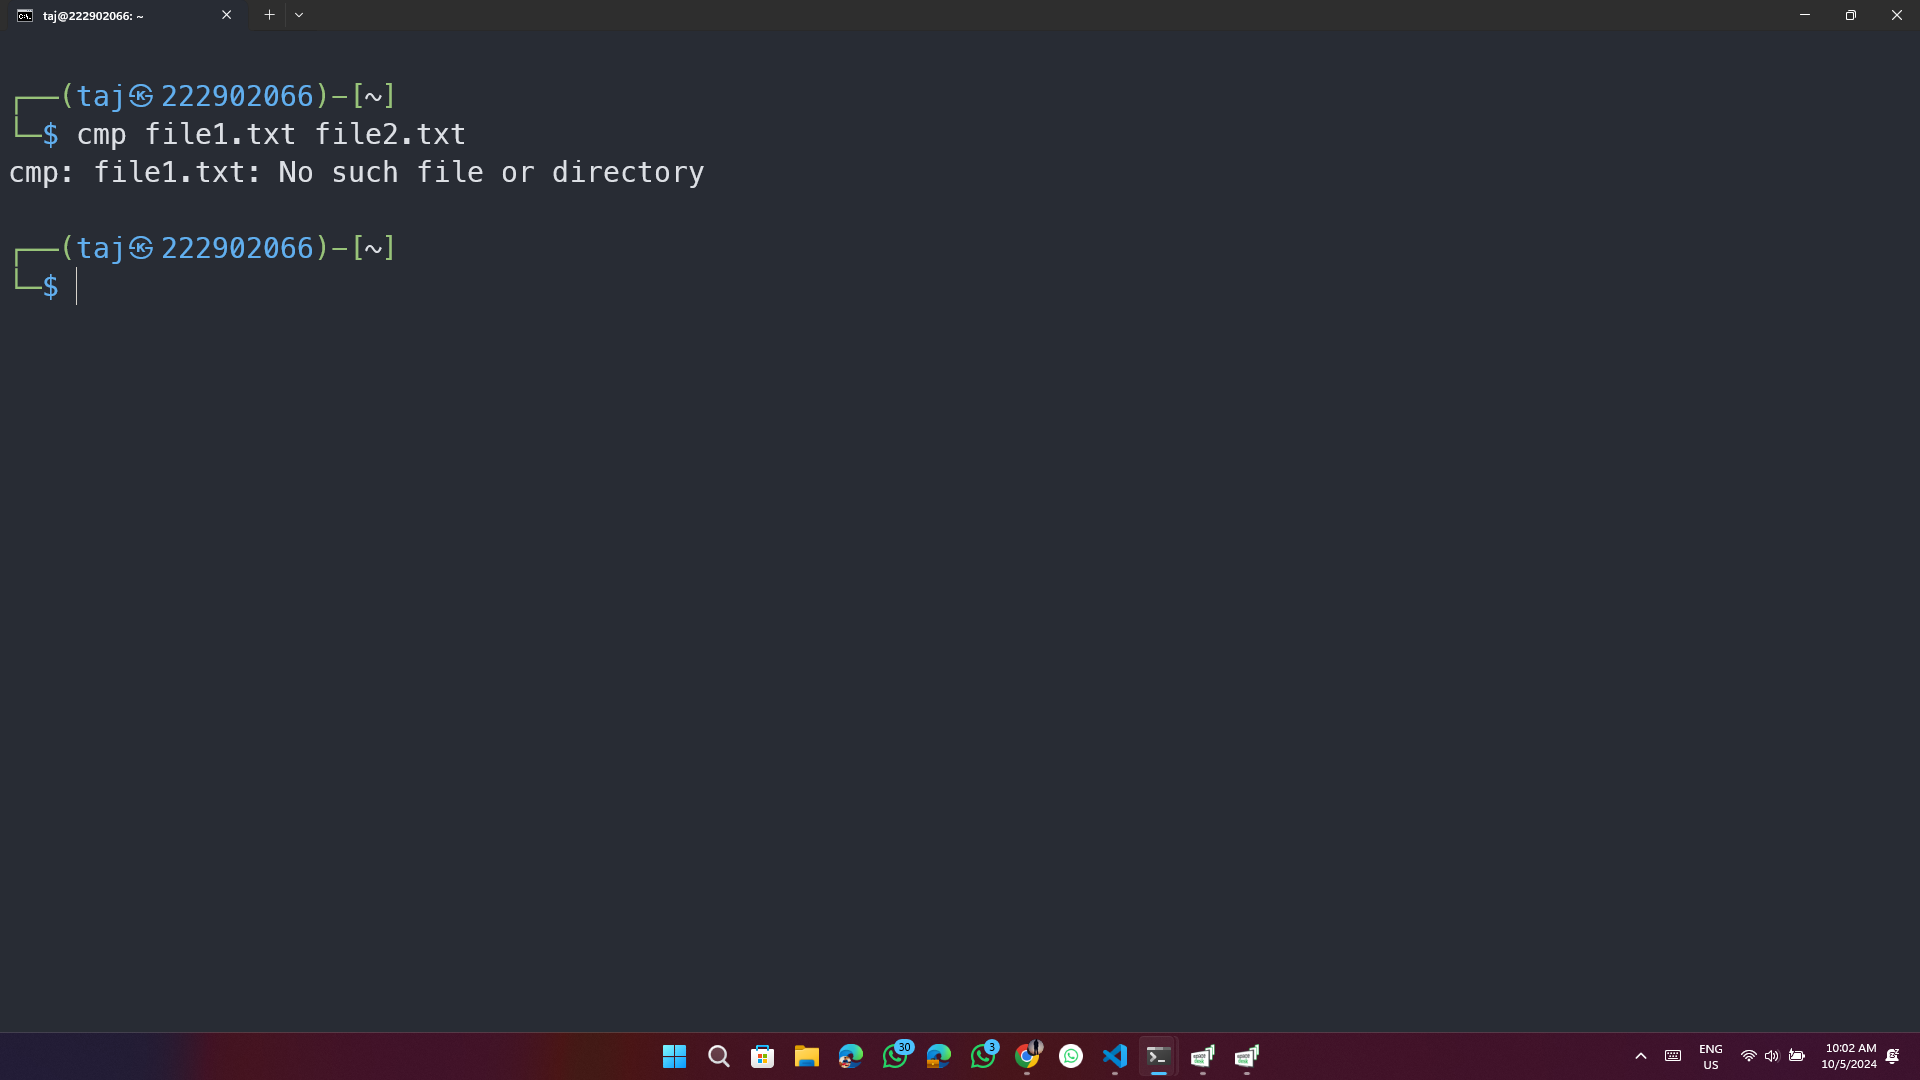 taj@222902066: ~
┌──(taj㉿222902066)-[~]
└─$ cmp file1.txt file2.txt
cmp: file1.txt: No such file or directory
┌──(taj㉿222902066)-[~]
└─$
30
3
ENG
US
10:02 AM
10/5/2024